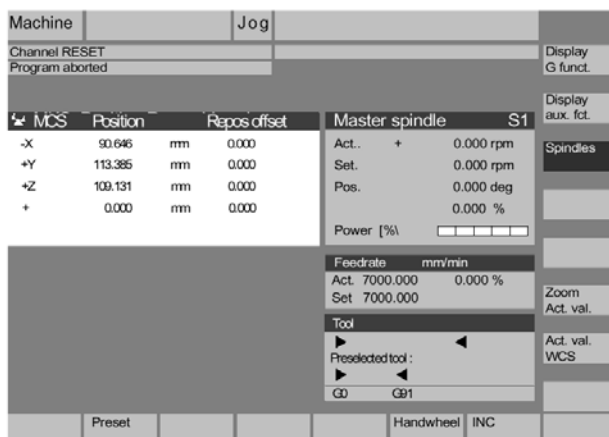 Machine Jog
Channel RESET
Program aborted
Display
G funct.
Display
aux. fct.
Spindles
Zoom
Act. val.
Act. val.
WCS
MCS Position Repos offset
-X 90.646 mm 0.000
+Y 113.385 mm 0.000
+Z 109.131 mm 0.000
+ 0.000 mm 0.000
Master spindle S1
Act.. + 0.000 rpm
Set. 0.000 rpm
Pos. 0.000 deg
0.000 %
Power [%\
Feedrate mm/min
Act. 7000.000 0.000 %
Set 7000.000
Tool
Preselected tool :
G0 G91
Preset Handwheel INC